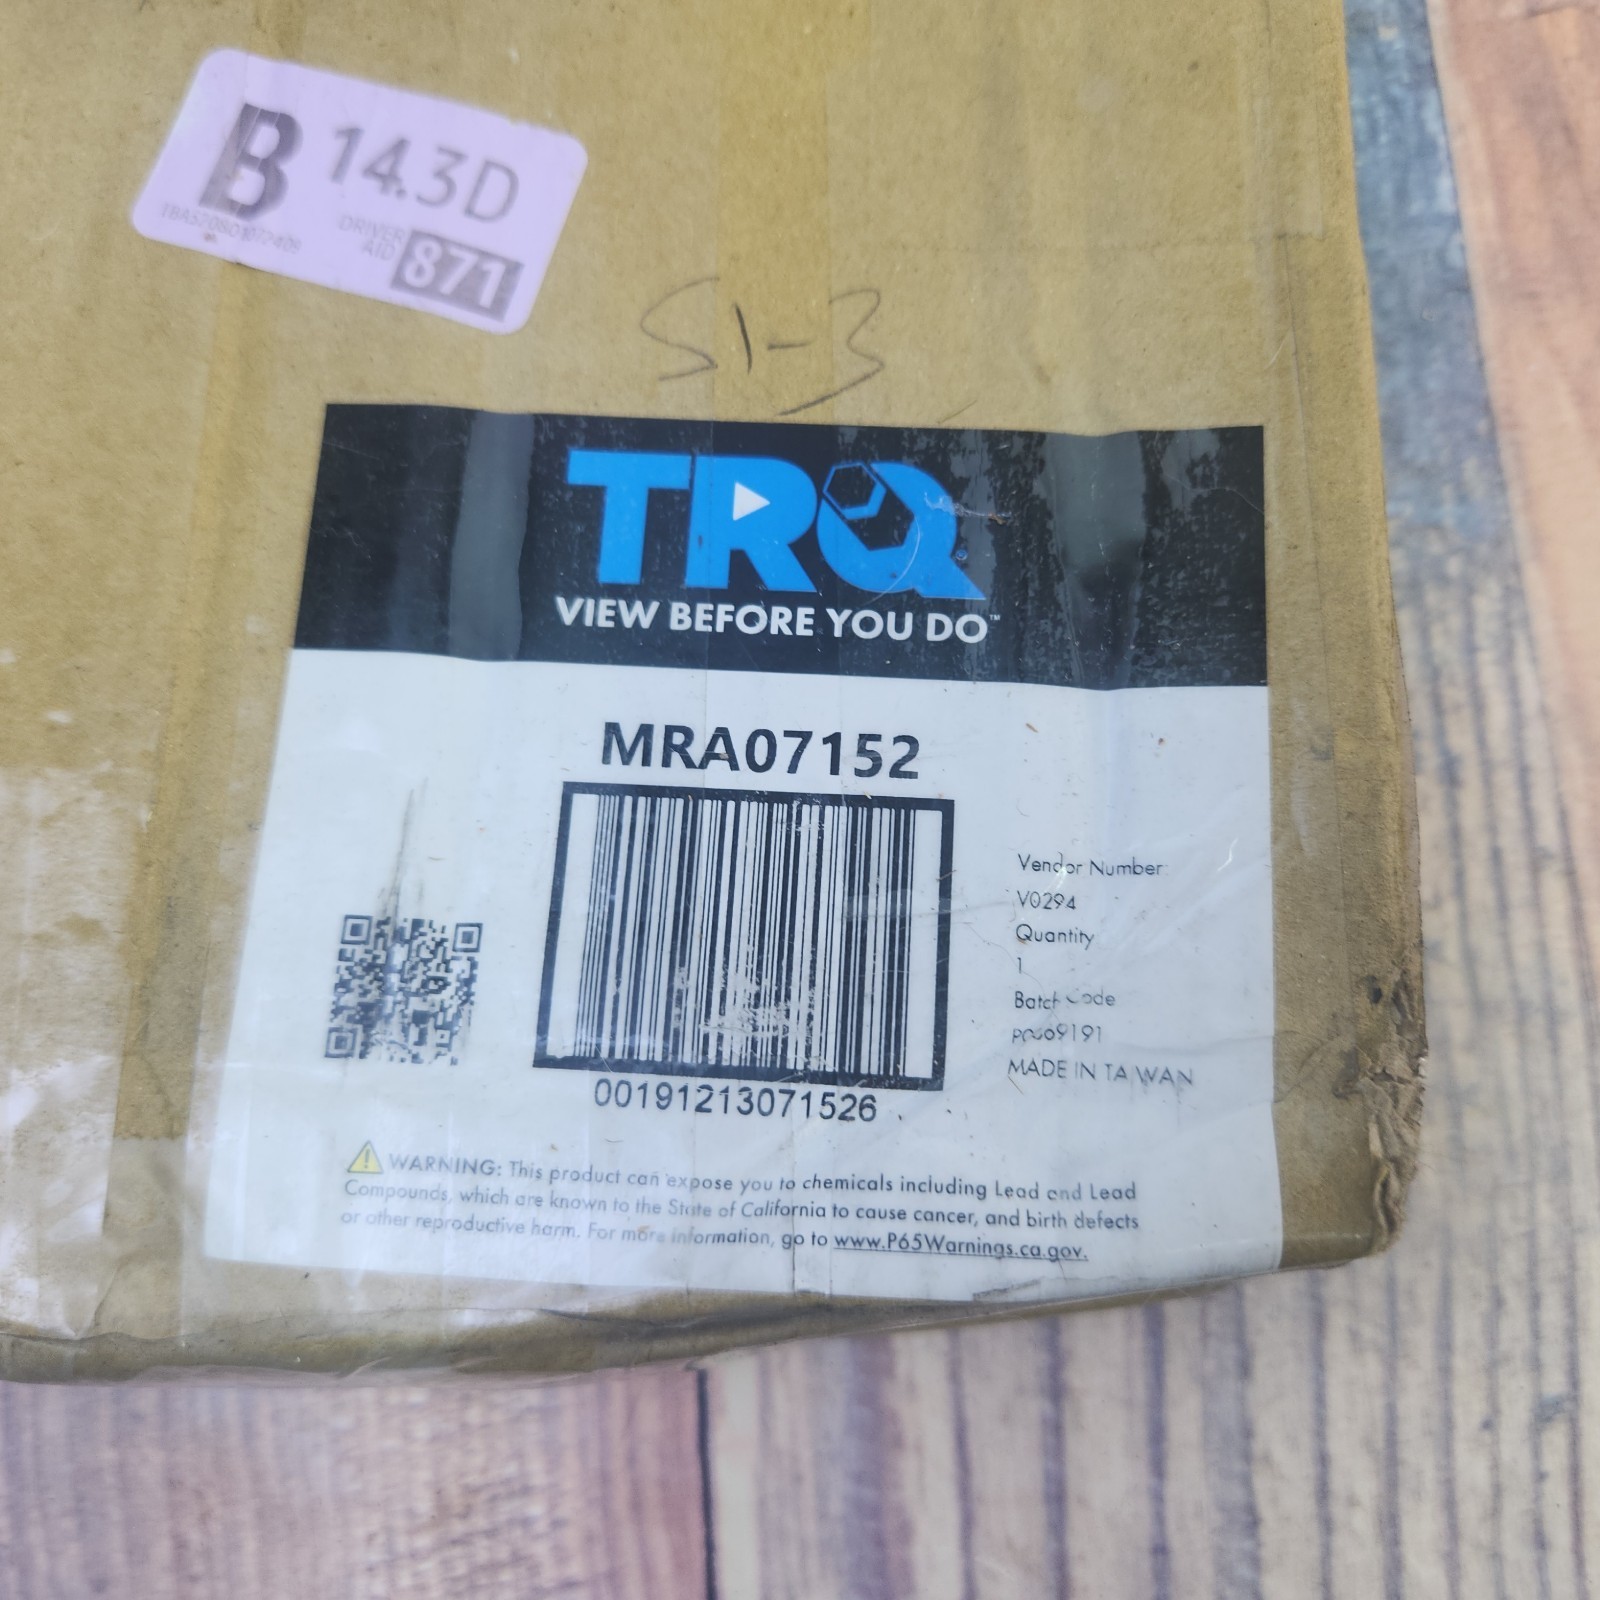 B 14.3D
DRIVER
AID 871
S1-3
TRQ
VIEW BEFORE YOU DO™
MRA07152
Vendor Number:
V0294
Quantity
1
Batch Code
MADE IN TAIWAN
00191213071526
WARNING: This product can expose you to chemicals including Lead and Lead
Compounds, which are known to the State of California to cause cancer, and birth defects
or other reproductive harm. For more information, go to www.P65Warnings.ca.gov.